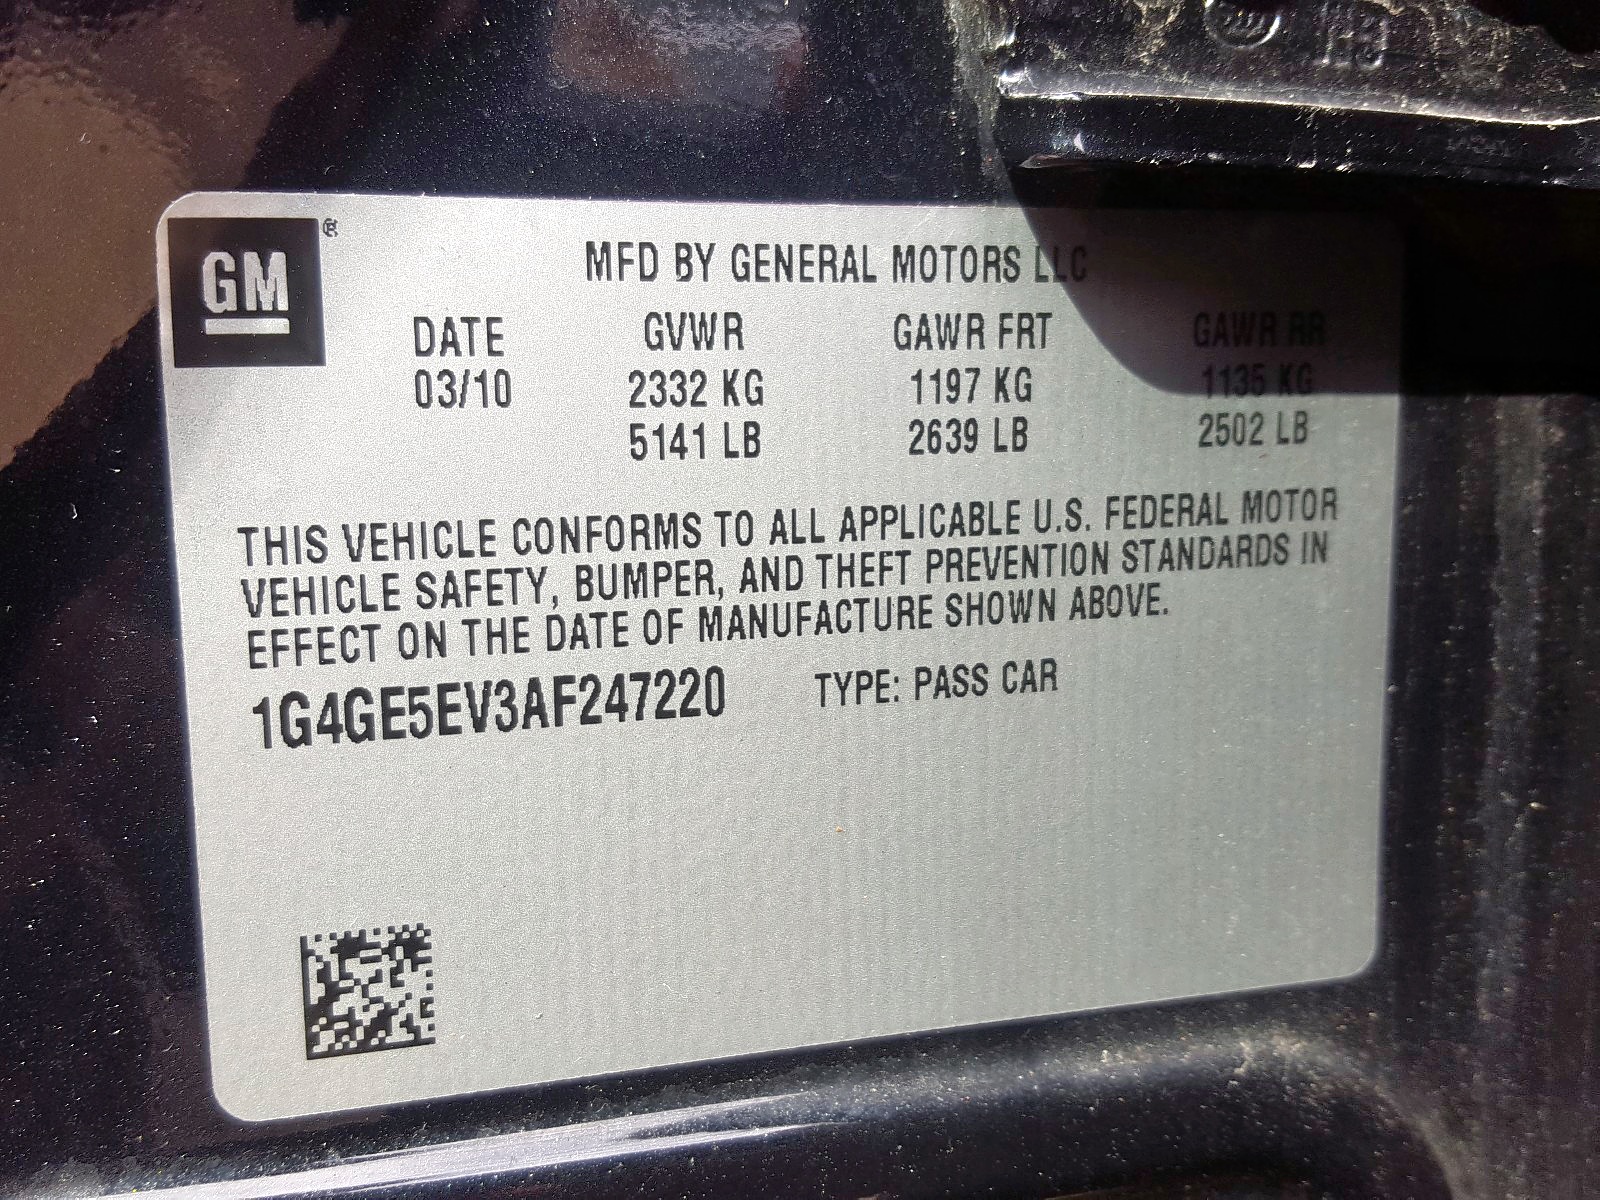 GM®
MFD BY GENERAL MOTORS LLC
DATE GVWR GAWR FRT GAWR RR
03/10 2332 KG 1197 KG 1135 KG
5141 LB 2639 LB 2502 LB
THIS VEHICLE CONFORMS TO ALL APPLICABLE U.S. FEDERAL MOTOR
VEHICLE SAFETY, BUMPER, AND THEFT PREVENTION STANDARDS IN
EFFECT ON THE DATE OF MANUFACTURE SHOWN ABOVE.
1G4GE5EV3AF247220 TYPE: PASS CAR